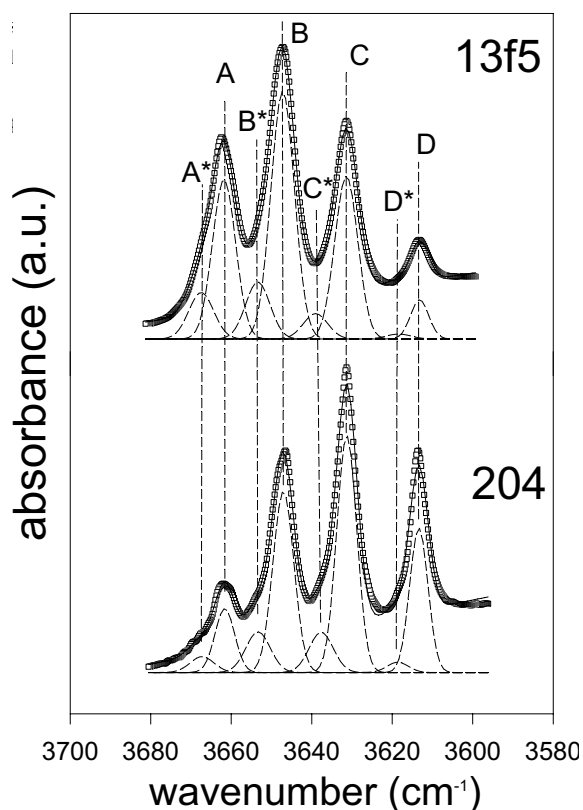 13f5
B
A
C
B*
D
A*
C*
D*
204
absorbance (a.u.)
3700 3680 3660 3640 3620 3600 3580
wavenumber (cm⁻¹)